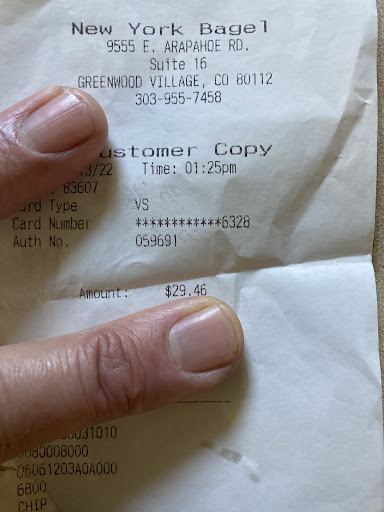 New York Bagel
9555 E. ARAPAHOE RD.
Suite 16
GREENWOOD VILLAGE, CO 80112
303-955-7458
ustomer Copy
3/22 Time: 01:25pm
83607
ard Type VS
Card Number ************6328
Auth No. 059691
Amount: $29.46
0031010
0080008000
06061203A0A000
6800
CHIP